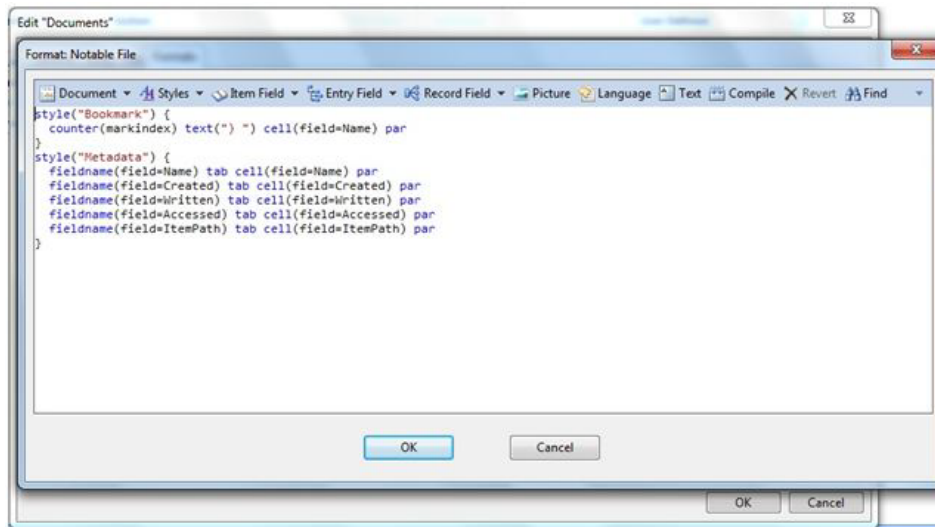 Edit "Documents"
Format: Notable File
Document Styles Item Field Entry Field Record Field Picture Language Text Compile Revert Find
style("Bookmark") {
counter(markindex) text(") ") cell(field=Name) par
}
style("Metadata") {
fieldname(field=Name) tab cell(field=Name) par
fieldname(field=Created) tab cell(field=Created) par
fieldname(field=Written) tab cell(field=Written) par
fieldname(field=Accessed) tab cell(field=Accessed) par
fieldname(field=ItemPath) tab cell(field=ItemPath) par
}
OK Cancel
OK Cancel